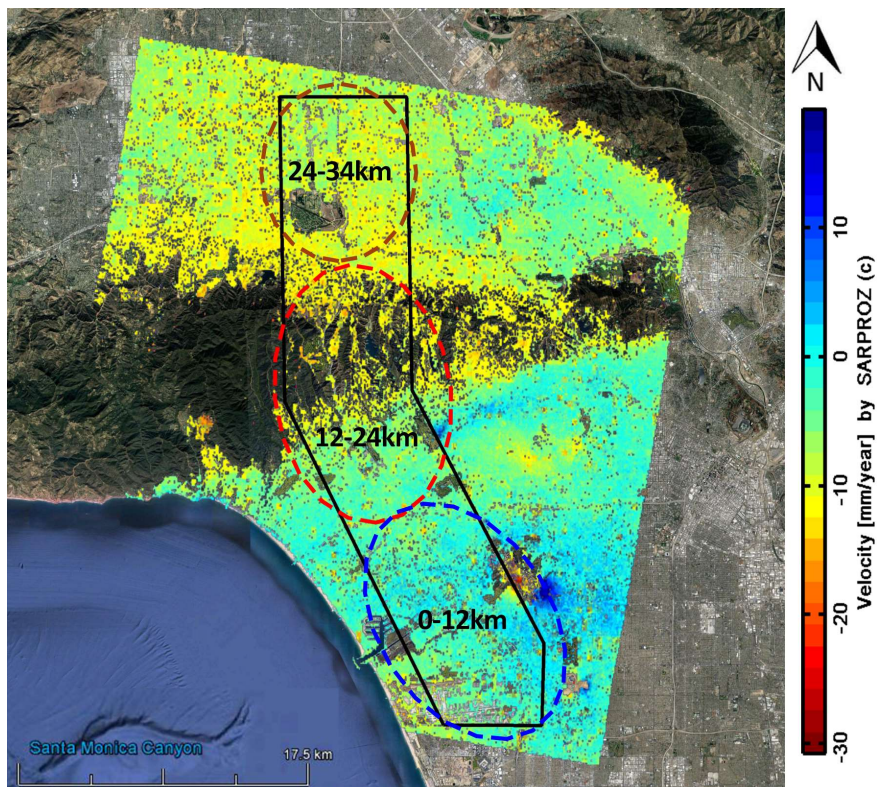 N
24-34km
12-24km
0-12km
Santa Monica Canyon
17.5 km
10
0
-10
-20
-30
Velocity [mm/year] by SARPROZ (c)